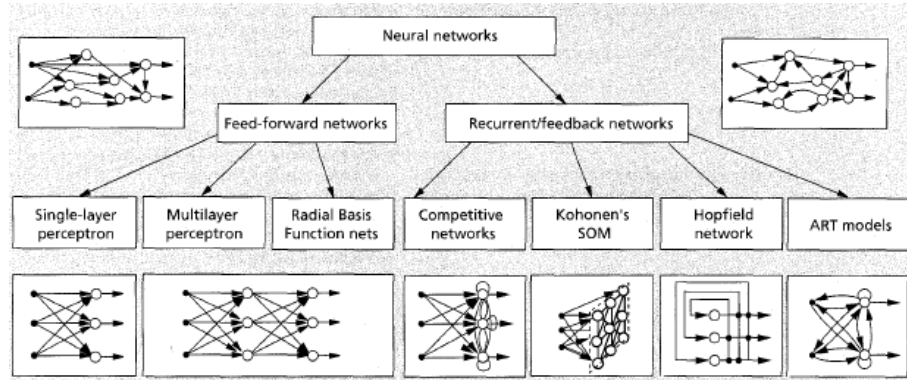 Neural networks
Feed-forward networks
Recurrent/feedback networks
Single-layer
perceptron
Multilayer
perceptron
Radial Basis
Function nets
Competitive
networks
Kohonen's
SOM
Hopfield
network
ART models